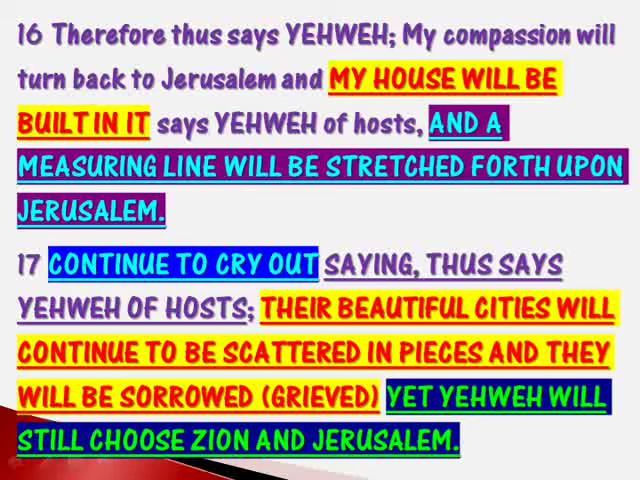 16 Therefore thus says YEHWEH; My compassion will
turn back to Jerusalem and MY HOUSE WILL BE
BUILT IN IT says YEHWEH of hosts, AND A
MEASURING LINE WILL BE STRETCHED FORTH UPON
JERUSALEM.
17 CONTINUE TO CRY OUT SAYING, THUS SAYS
YEHWEH OF HOSTS; THEIR BEAUTIFUL CITIES WILL
CONTINUE TO BE SCATTERED IN PIECES AND THEY
WILL BE SORROWED (GRIEVED) YET YEHWEH WILL
STILL CHOOSE ZION AND JERUSALEM.